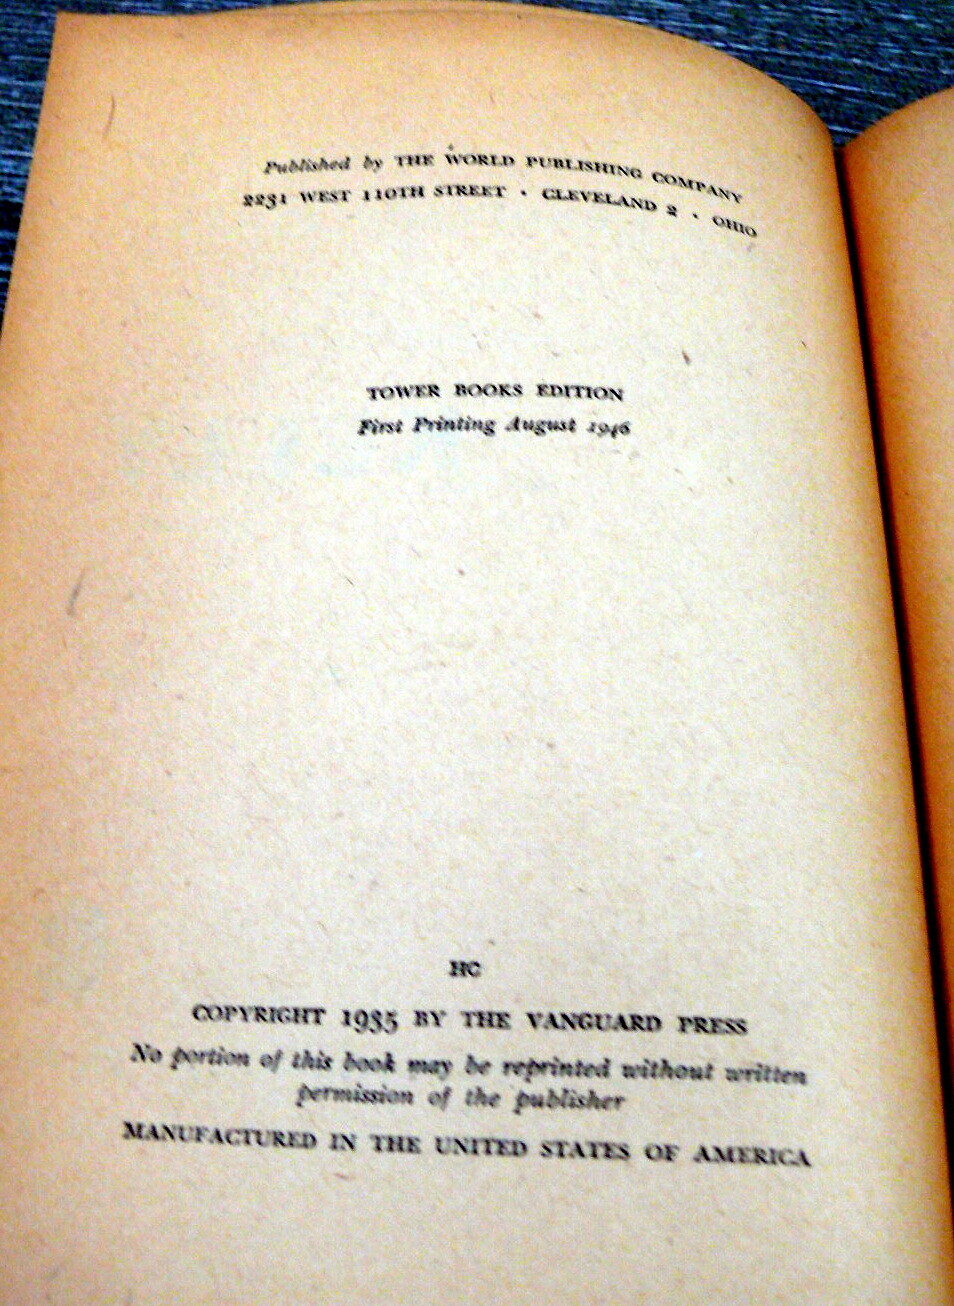 Published by THE WORLD PUBLISHING COMPANY
2231 WEST 110TH STREET · CLEVELAND 2 · OHIO
TOWER BOOKS EDITION
First Printing August 1946
HC
COPYRIGHT 1935 BY THE VANGUARD PRESS
No portion of this book may be reprinted without written
permission of the publisher
MANUFACTURED IN THE UNITED STATES OF AMERICA